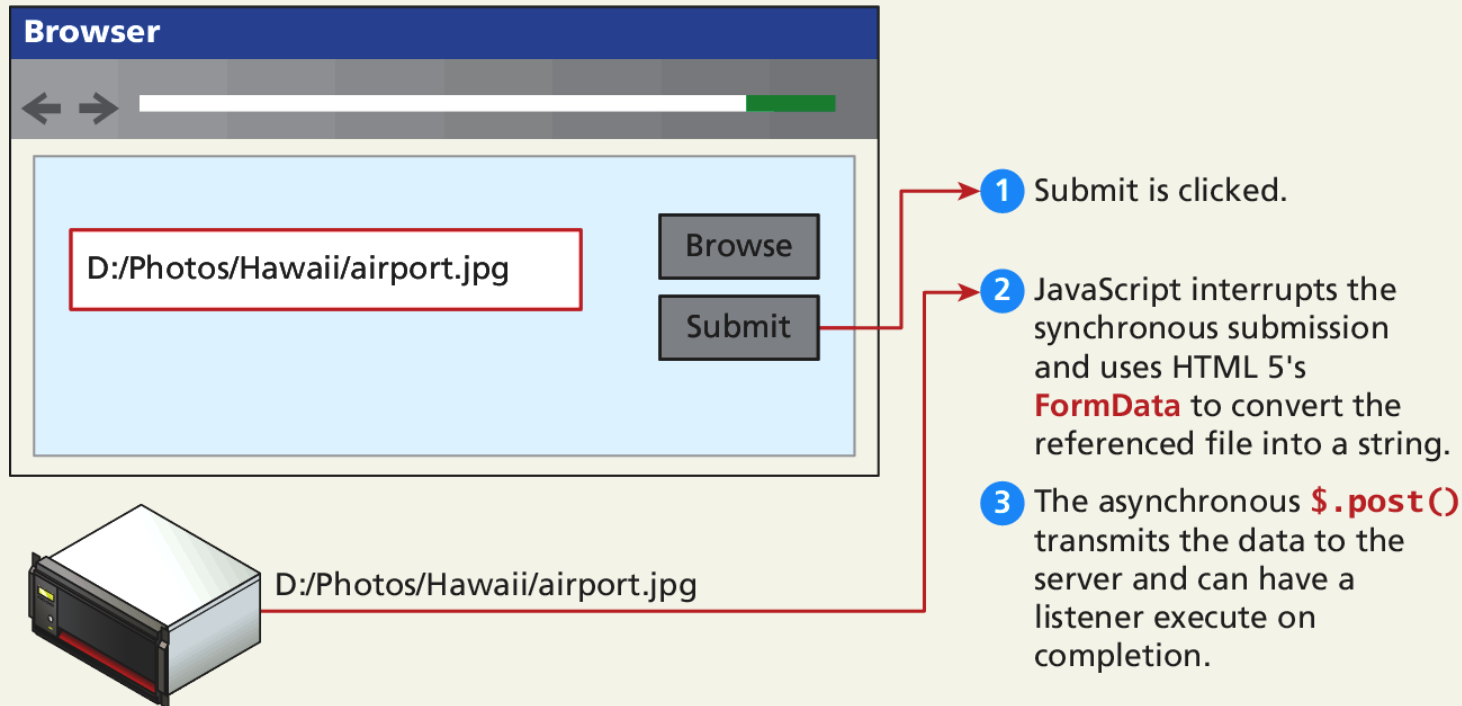 Browser
D:/Photos/Hawaii/airport.jpg
Browse
Submit
1 Submit is clicked.
2 JavaScript interrupts the
synchronous submission
and uses HTML 5's
FormData to convert the
referenced file into a string.
3 The asynchronous $.post()
transmits the data to the
server and can have a
listener execute on
completion.
D:/Photos/Hawaii/airport.jpg